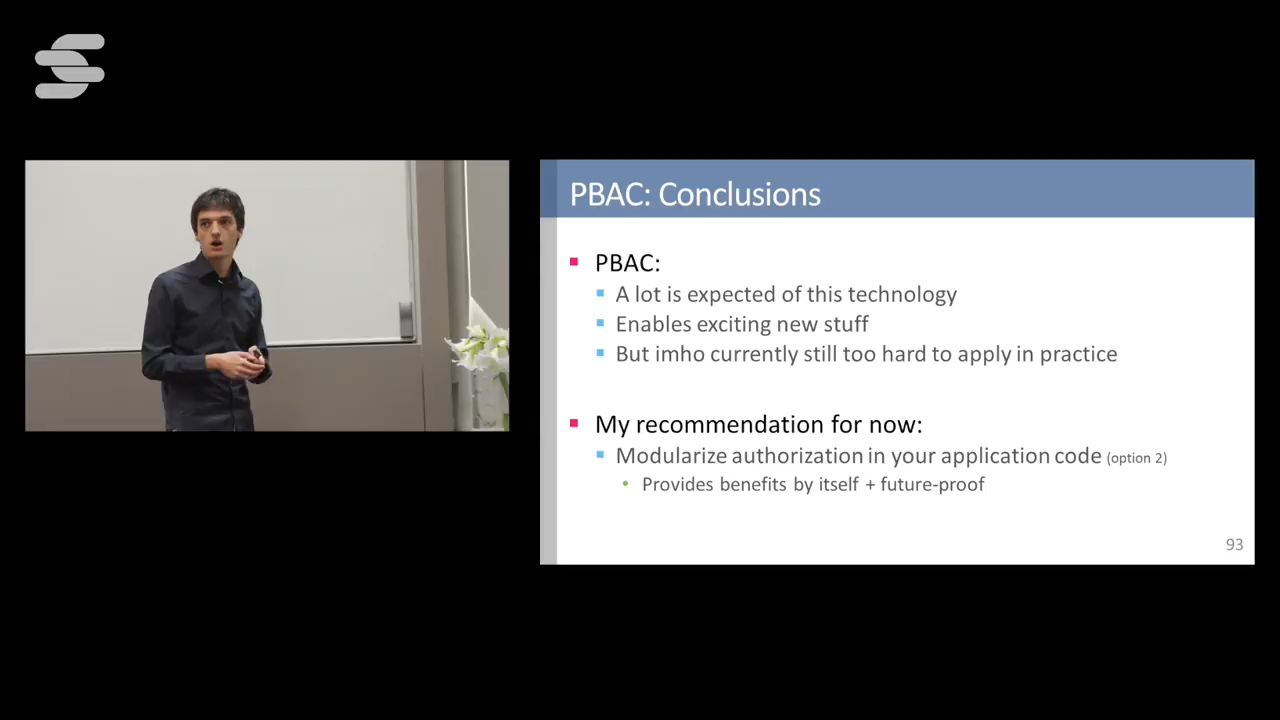 PBAC: Conclusions
PBAC:
A lot is expected of this technology
Enables exciting new stuff
But imho currently still too hard to apply in practice
My recommendation for now:
Modularize authorization in your application code (option 2)
Provides benefits by itself + future-proof
93